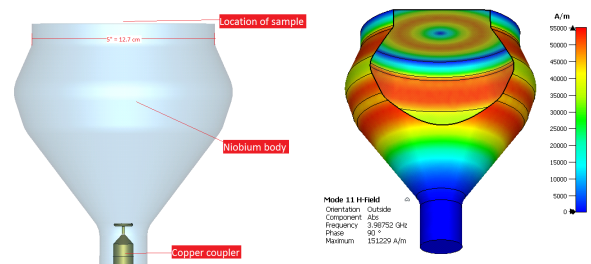 Location of sample
5" = 12.7 cm
Niobium body
Copper coupler
A/m
55000
50000
45000
40000
35000
30000
25000
20000
15000
10000
5000
0
Mode 11 H-Field
Orientation Outside
Component Abs
Frequency 3.98752 GHz
Phase 90 °
Maximum 151229 A/m